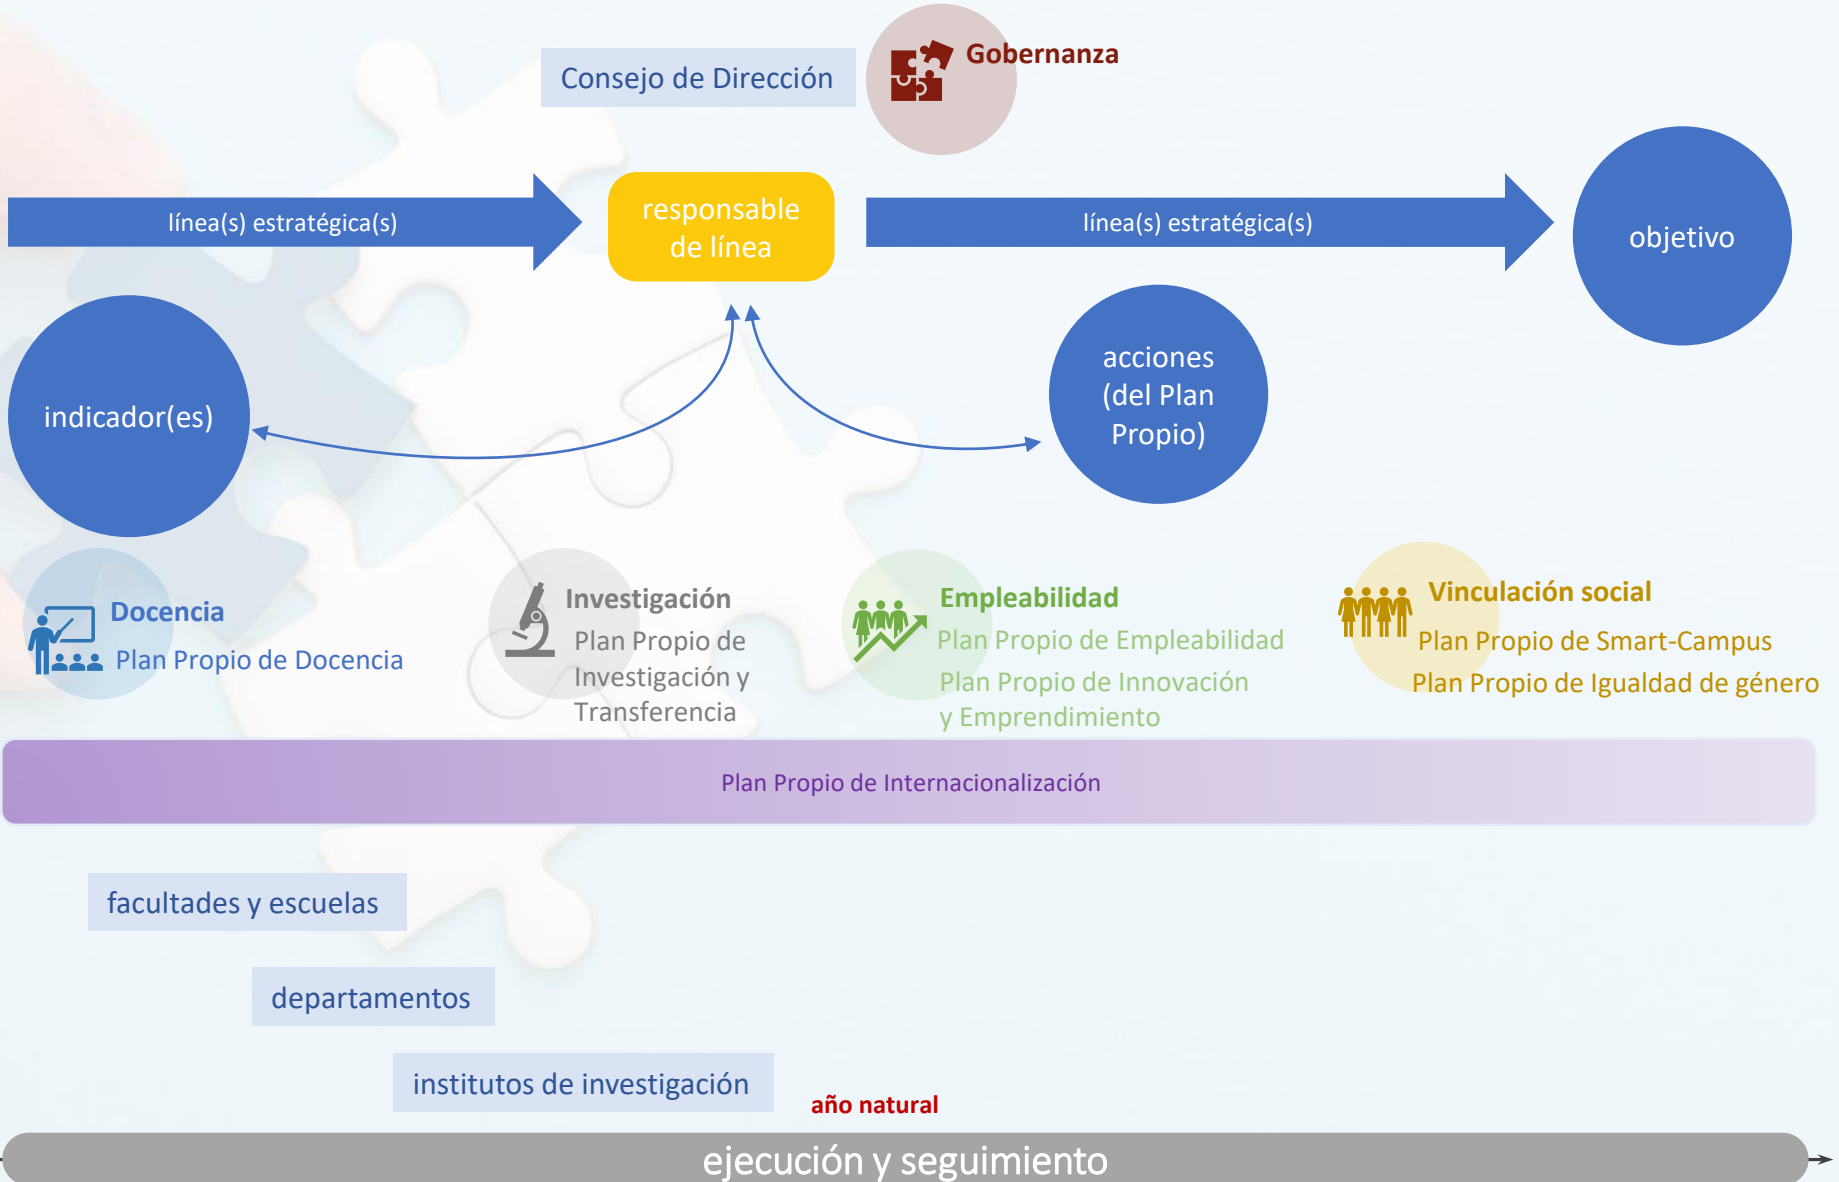 Gobernanza
Consejo de Dirección
línea(s) estratégica(s)
responsable
de línea
línea(s) estratégica(s)
objetivo
indicador(es)
acciones
(del Plan
Propio)
Docencia
Plan Propio de Docencia
Investigación
Plan Propio de
Investigación y
Transferencia
Empleabilidad
Plan Propio de Empleabilidad
Plan Propio de Innovación
y Emprendimiento
Vinculación social
Plan Propio de Smart-Campus
Plan Propio de Igualdad de género
Plan Propio de Internacionalización
facultades y escuelas
departamentos
institutos de investigación
año natural
ejecución y seguimiento